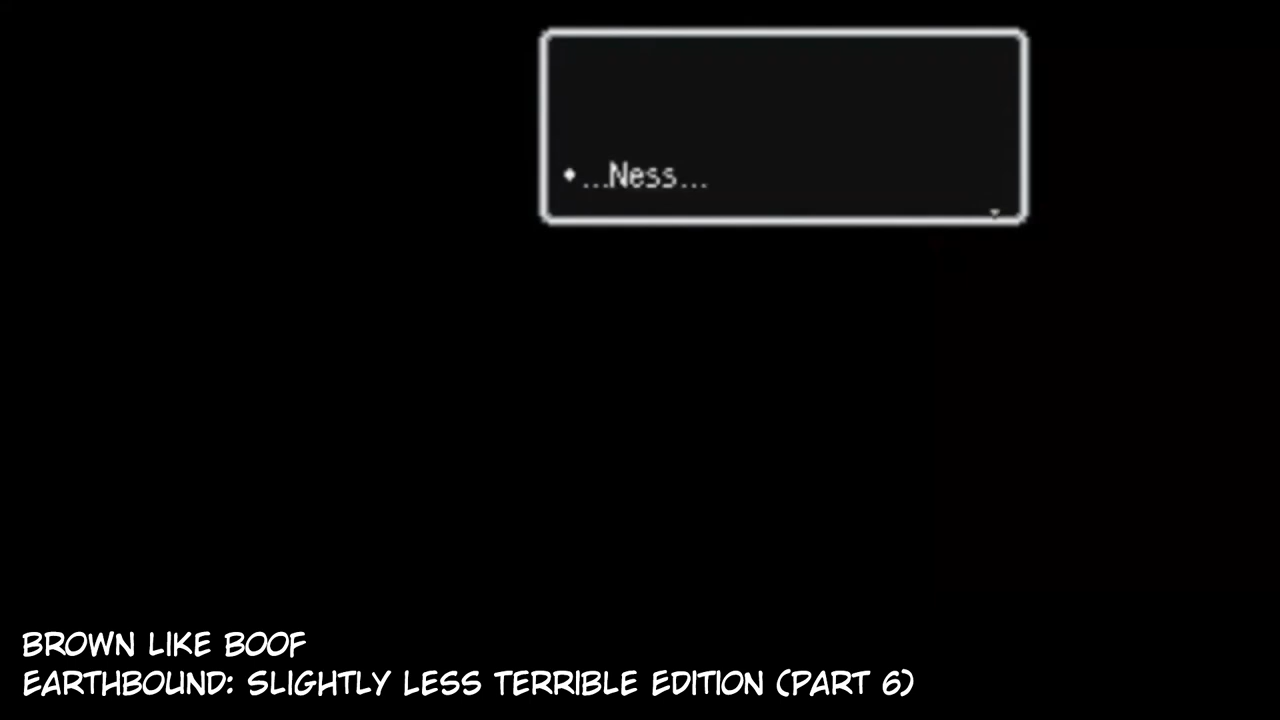 •...Ness...
BROWN LIKE BOOF
EARTHBOUND: SLIGHTLY LESS TERRIBLE EDITION (PART 6)